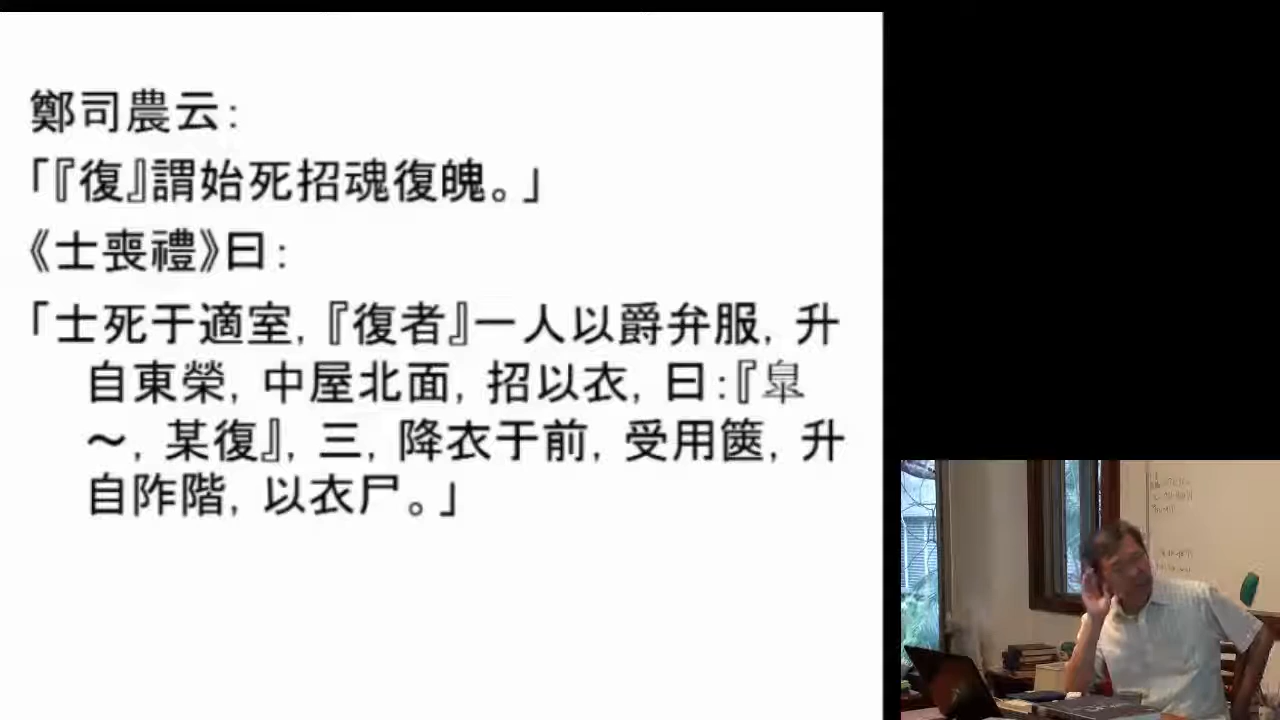 鄭司農云：
「『復』謂始死招魂復魄。」
《士喪禮》曰：
「士死于適室，『復者』一人以爵弁服，升
自東榮，中屋北面，招以衣，曰：『皐
～，某復』，三，降衣于前，受用篋，升
自阼階，以衣尸。」